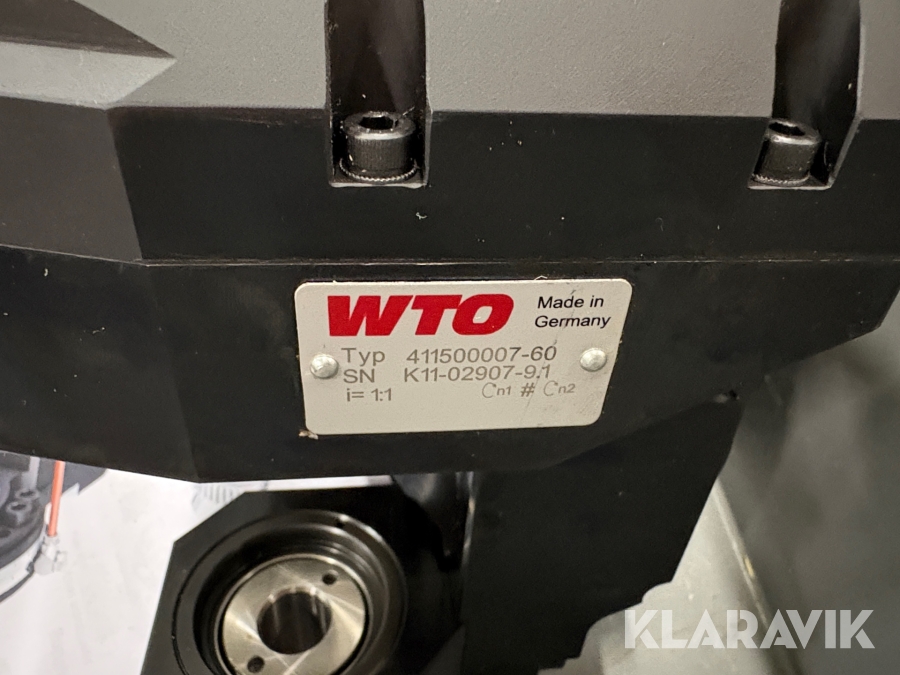 WTO
Made in
Germany
Typ 411500007-60
SN K11-02907-9.1
i= 1:1 Cn1 # Cn2
KLARAVIK